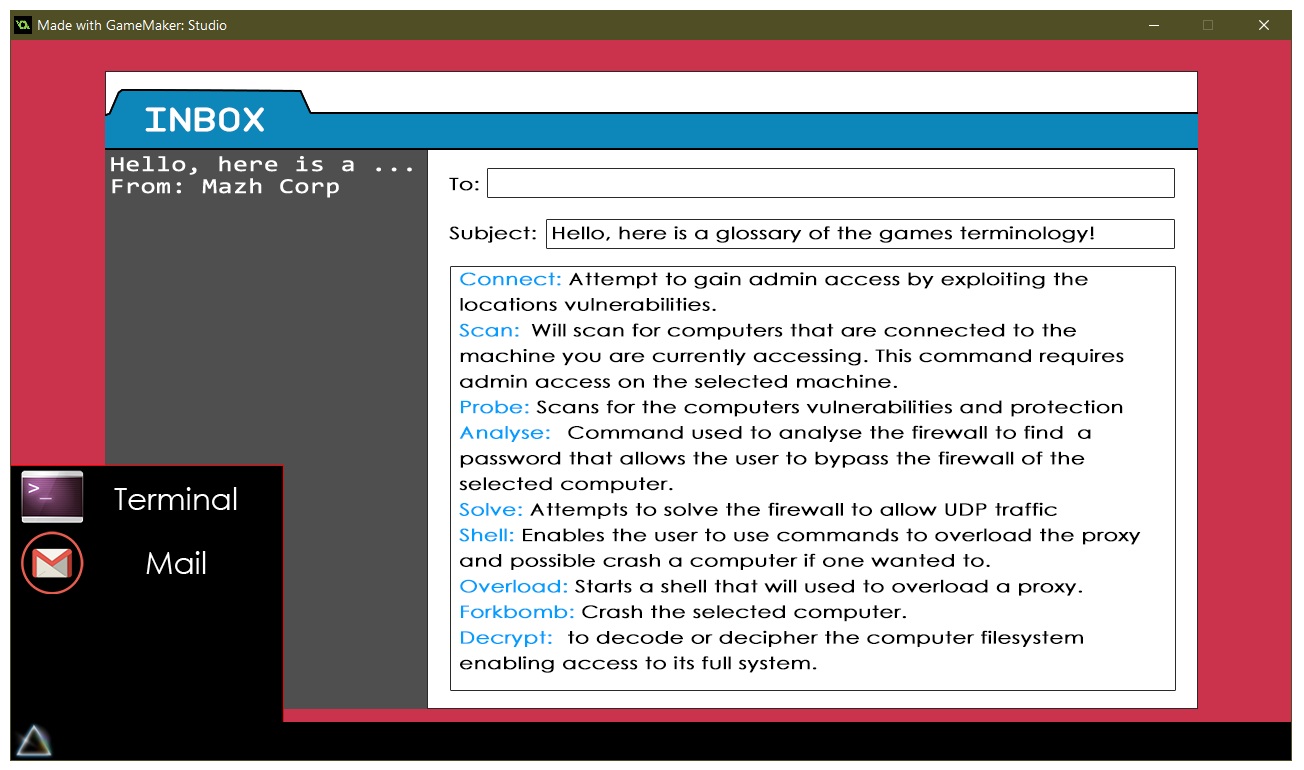 Made with GameMaker: Studio
INBOX
Hello, here is a ...
From: Mazh Corp
To:
Subject: Hello, here is a glossary of the games terminology!
Connect: Attempt to gain admin access by exploiting the
locations vulnerabilities.
Scan: Will scan for computers that are connected to the
machine you are currently accessing. This command requires
admin access on the selected machine.
Probe: Scans for the computers vulnerabilities and protection
Analyse: Command used to analyse the firewall to find a
password that allows the user to bypass the firewall of the
selected computer.
Solve: Attempts to solve the firewall to allow UDP traffic
Shell: Enables the user to use commands to overload the proxy
and possible crash a computer if one wanted to.
Overload: Starts a shell that will used to overload a proxy.
Forkbomb: Crash the selected computer.
Decrypt: to decode or decipher the computer filesystem
enabling access to its full system.
>_
Terminal
Mail